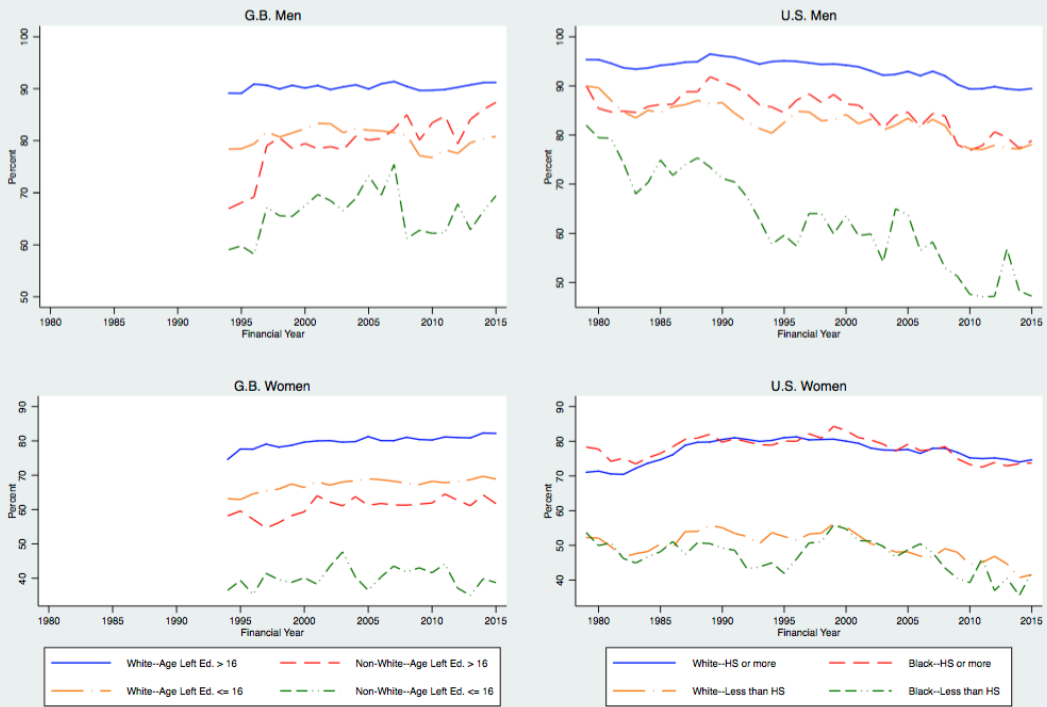 G.B. Men
100
90
80
70
60
50
Percent
1980 1985 1990 1995 2000 2005 2010 2015
Financial Year
U.S. Men
100
90
80
70
60
50
Percent
1980 1985 1990 1995 2000 2005 2010 2015
Financial Year
G.B. Women
90
80
70
60
50
40
Percent
1980 1985 1990 1995 2000 2005 2010 2015
Financial Year
U.S. Women
90
80
70
60
50
40
Percent
1980 1985 1990 1995 2000 2005 2010 2015
Financial Year
White--Age Left Ed. > 16 Non-White--Age Left Ed. > 16
White--Age Left Ed. <= 16 Non-White--Age Left Ed. <= 16
White--HS or more Black--HS or more
White--Less than HS Black--Less than HS